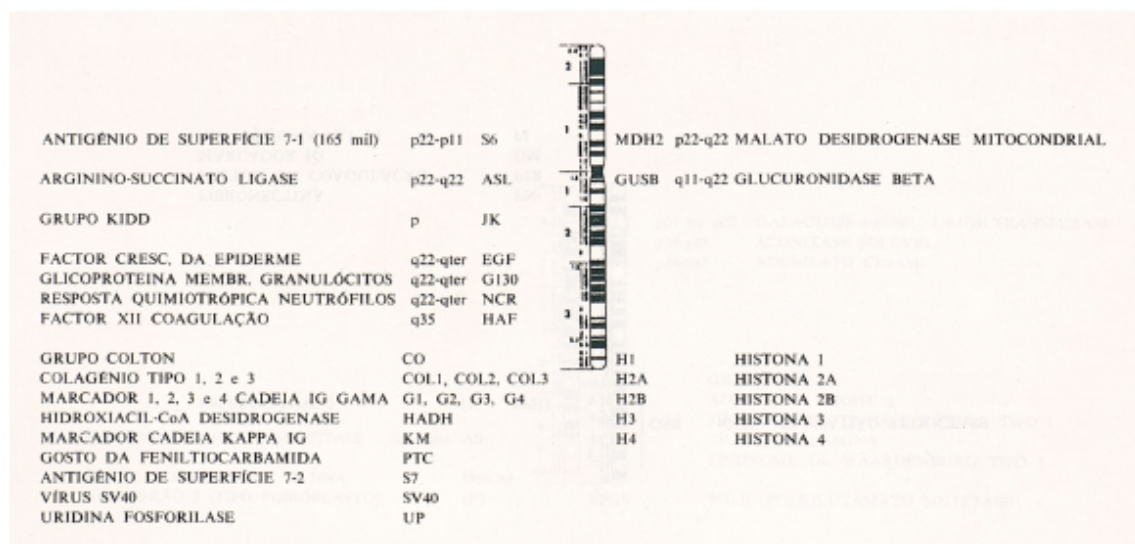 ANTIGÉNIO DE SUPERFÍCIE 7-1 (165 mil) p22-p11 S6 MDH2 p22-q22 MALATO DESIDROGENASE MITOCONDRIAL
ARGININO-SUCCINATO LIGASE p22-q22 ASL GUSB q11-q22 GLUCURONIDASE BETA
GRUPO KIDD p JK
FACTOR CRESC, DA EPIDERME q22-qter EGF
GLICOPROTEINA MEMBR, GRANULÓCITOS q22-qter G130
RESPOSTA QUIMIOTRÓPICA NEUTRÓFILOS q22-qter NCR
FACTOR XII COAGULAÇÃO q35 HAF
GRUPO COLTON CO H1 HISTONA 1
COLAGÉNIO TIPO 1, 2 e 3 COL1, COL2, COL3 H2A HISTONA 2A
MARCADOR 1, 2, 3 e 4 CADEIA IG GAMA G1, G2, G3, G4 H2B HISTONA 2B
HIDROXIACIL-CoA DESIDROGENASE HADH H3 HISTONA 3
MARCADOR CADEIA KAPPA IG KM H4 HISTONA 4
GOSTO DA FENILTIOCARBAMIDA PTC
ANTIGÉNIO DE SUPERFÍCIE 7-2 S7
VÍRUS SV40 SV40
URIDINA FOSFORILASE UP
2
1
1
2
3